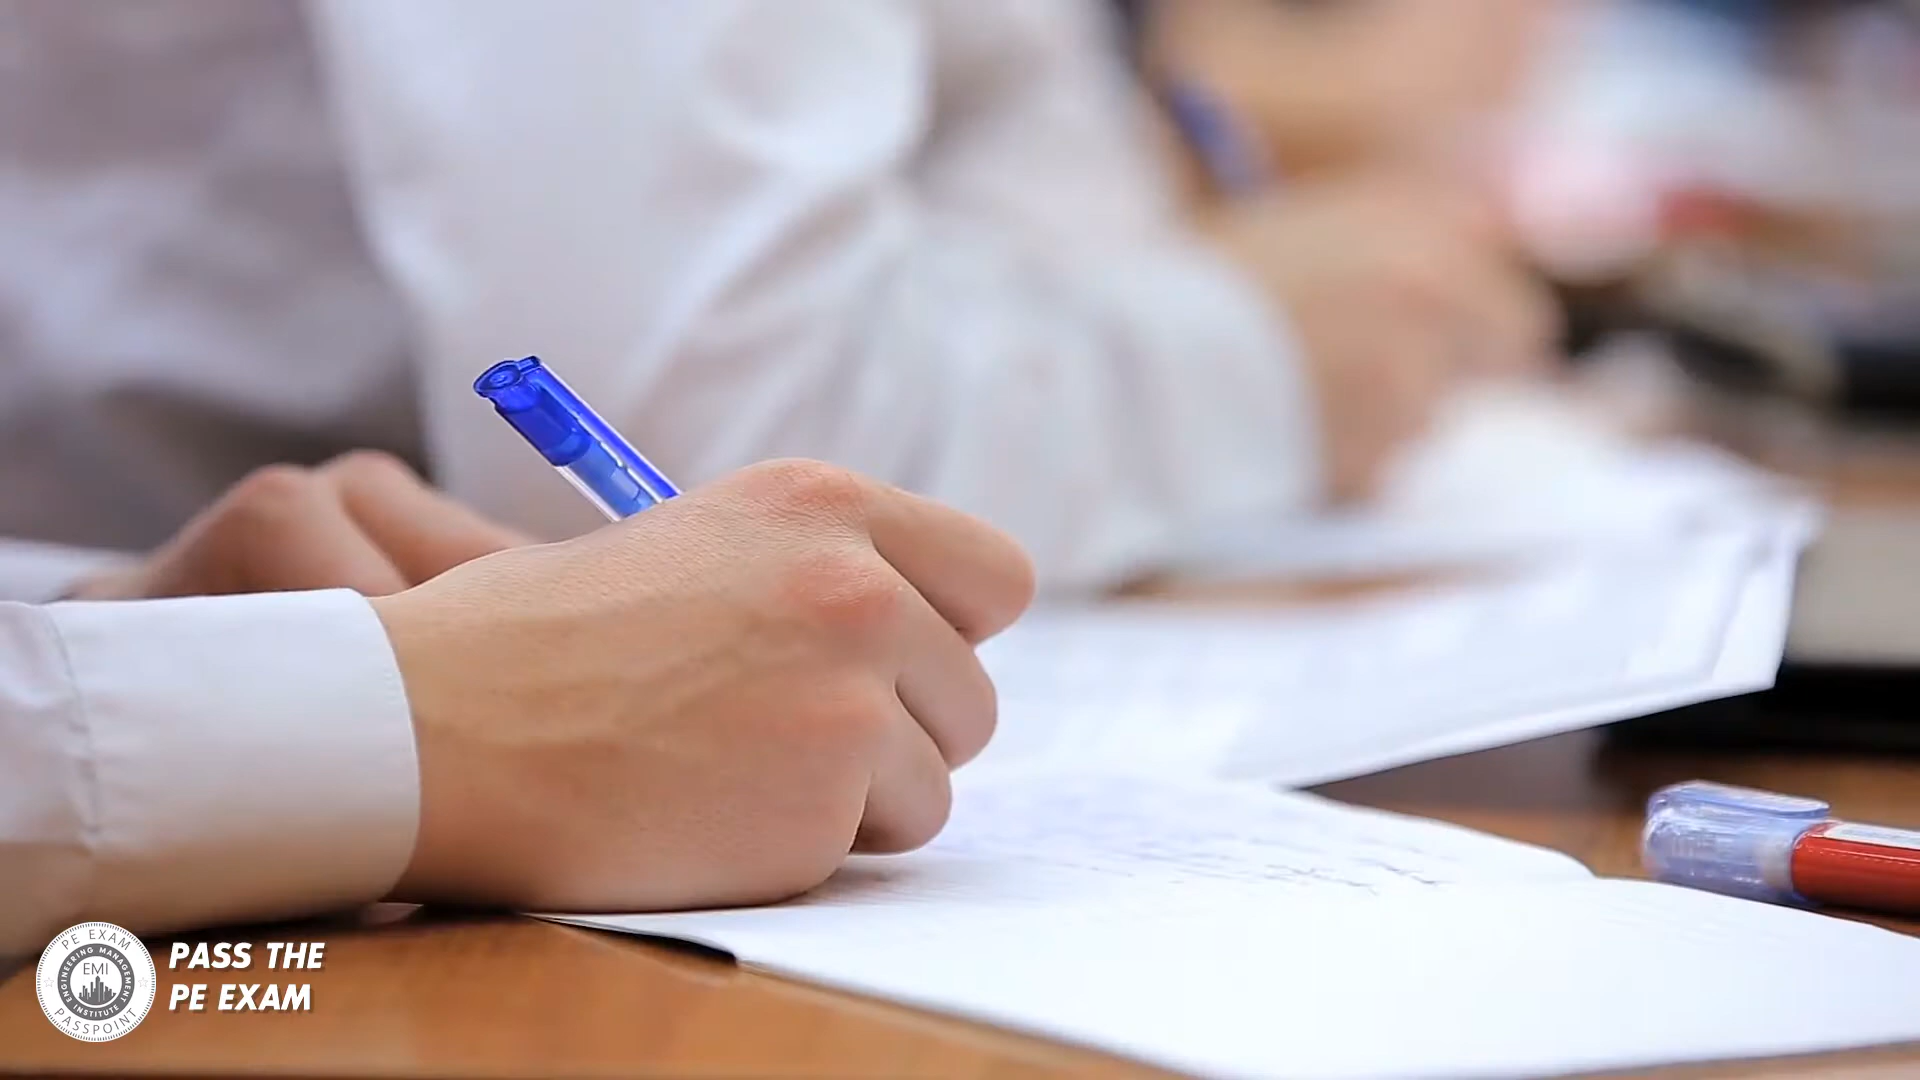 PE EXAM
ENGINEERING MANAGEMENT
EMI
INSTITUTE
PASSPOINT
PASS THE
PE EXAM